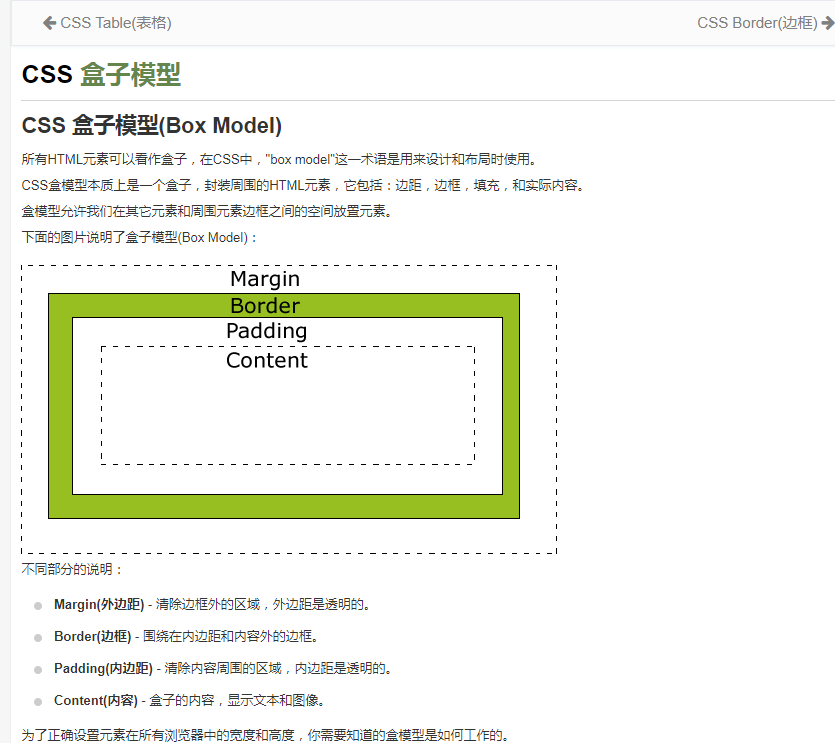 CSS Table(表格) CSS Border(边框)
CSS 盒子模型
CSS 盒子模型(Box Model)
所有HTML元素可以看作盒子，在CSS中，"box model"这一术语是用来设计和布局时使用。
CSS盒模型本质上是一个盒子，封装周围的HTML元素，它包括：边距，边框，填充，和实际内容。
盒模型允许我们在其它元素和周围元素边框之间的空间放置元素。
下面的图片说明了盒子模型(Box Model)：
Margin
Border
Padding
Content
不同部分的说明：
Margin(外边距) - 清除边框外的区域，外边距是透明的。
Border(边框) - 围绕在内边距和内容外的边框。
Padding(内边距) - 清除内容周围的区域，内边距是透明的。
Content(内容) - 盒子的内容，显示文本和图像。
为了正确设置元素在所有浏览器中的宽度和高度，你需要知道的盒模型是如何工作的。